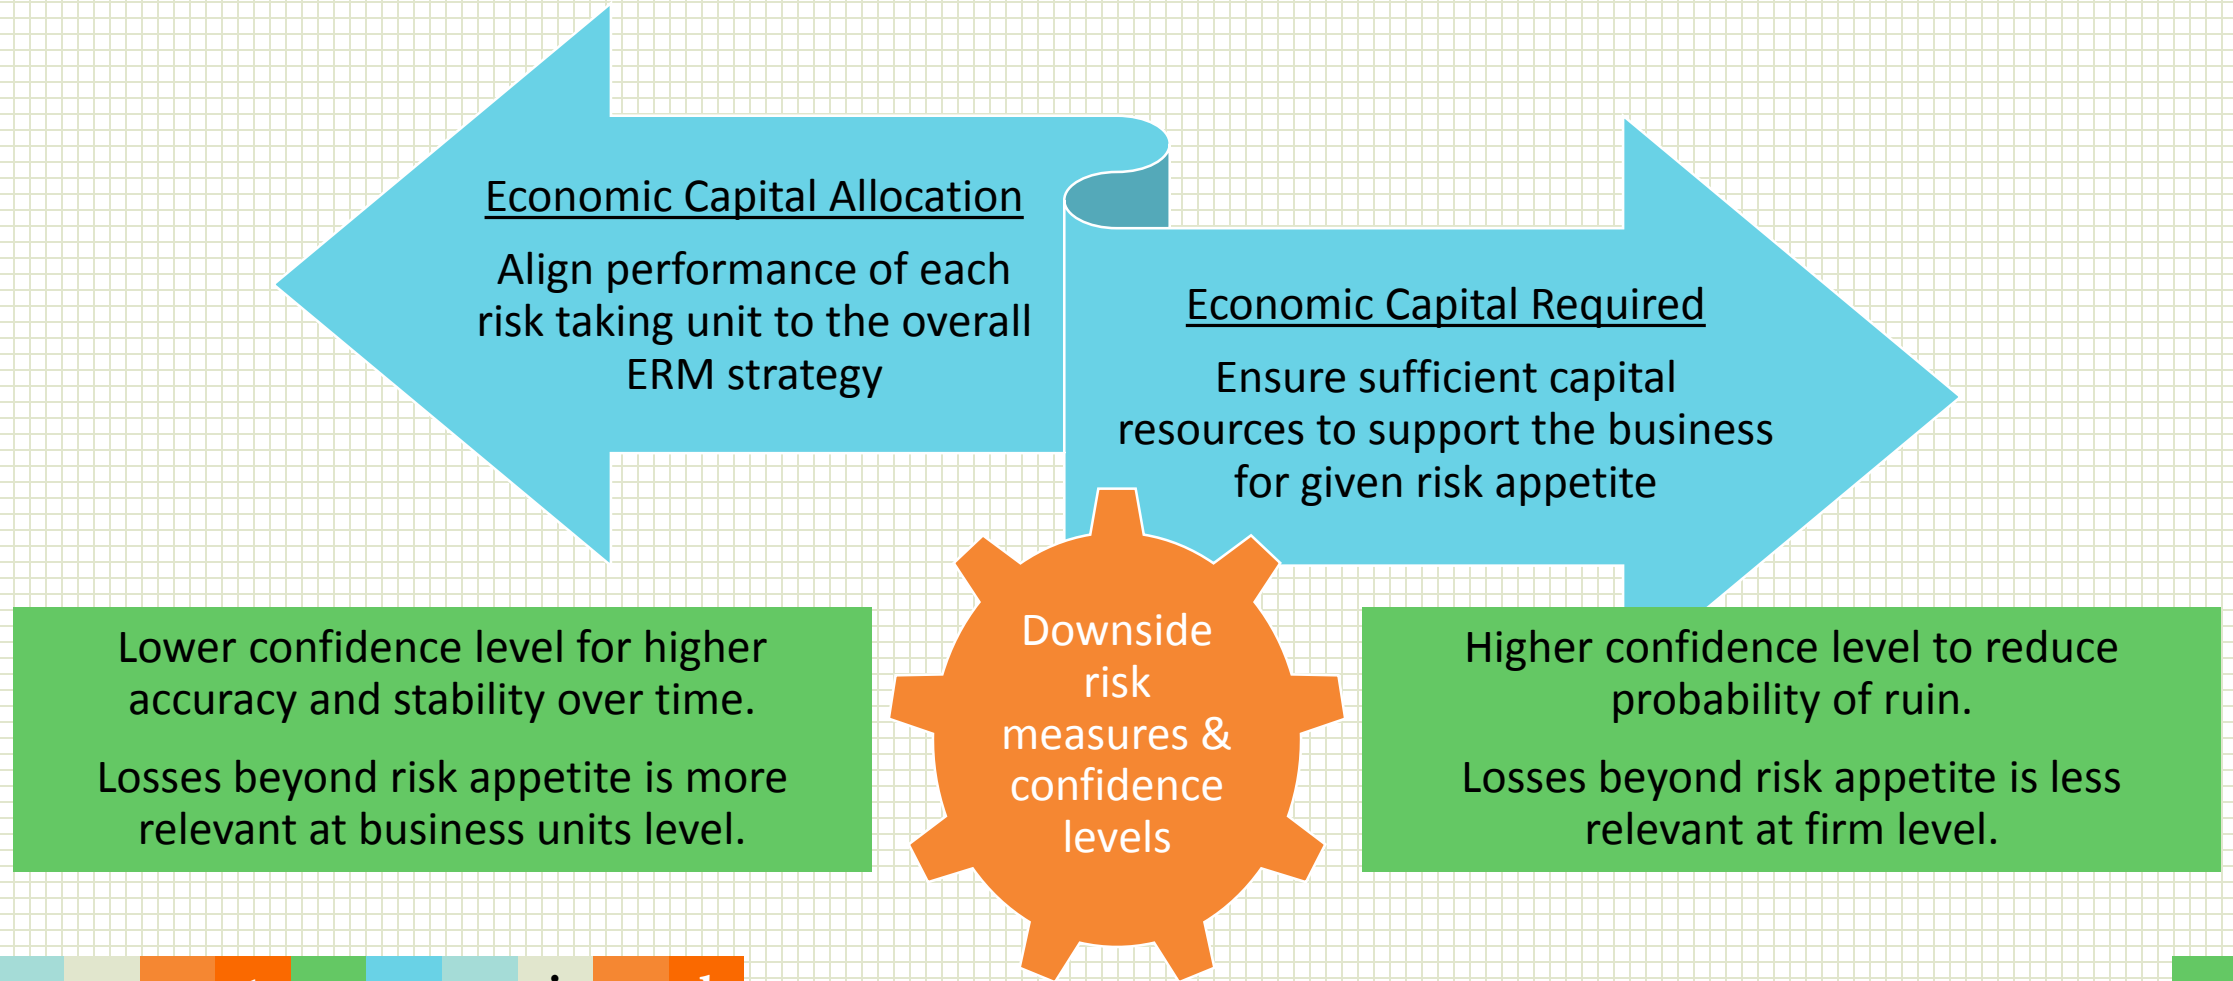 Economic Capital Allocation
Align performance of each
risk taking unit to the overall
ERM strategy
Economic Capital Required
Ensure sufficient capital
resources to support the business
for given risk appetite
Lower confidence level for higher
accuracy and stability over time.
Losses beyond risk appetite is more
relevant at business units level.
Downside
risk
measures &
confidence
levels
Higher confidence level to reduce
probability of ruin.
Losses beyond risk appetite is less
relevant at firm level.